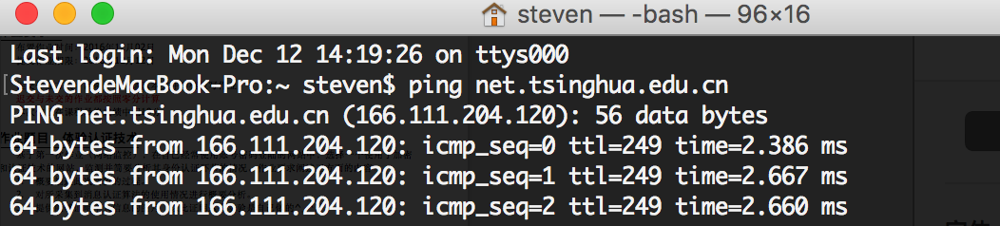 steven — -bash — 96×16
Last login: Mon Dec 12 14:19:26 on ttys000
[StevendeMacBook-Pro:~ steven$ ping net.tsinghua.edu.cn
PING net.tsinghua.edu.cn (166.111.204.120): 56 data bytes
64 bytes from 166.111.204.120: icmp_seq=0 ttl=249 time=2.386 ms
64 bytes from 166.111.204.120: icmp_seq=1 ttl=249 time=2.667 ms
64 bytes from 166.111.204.120: icmp_seq=2 ttl=249 time=2.660 ms